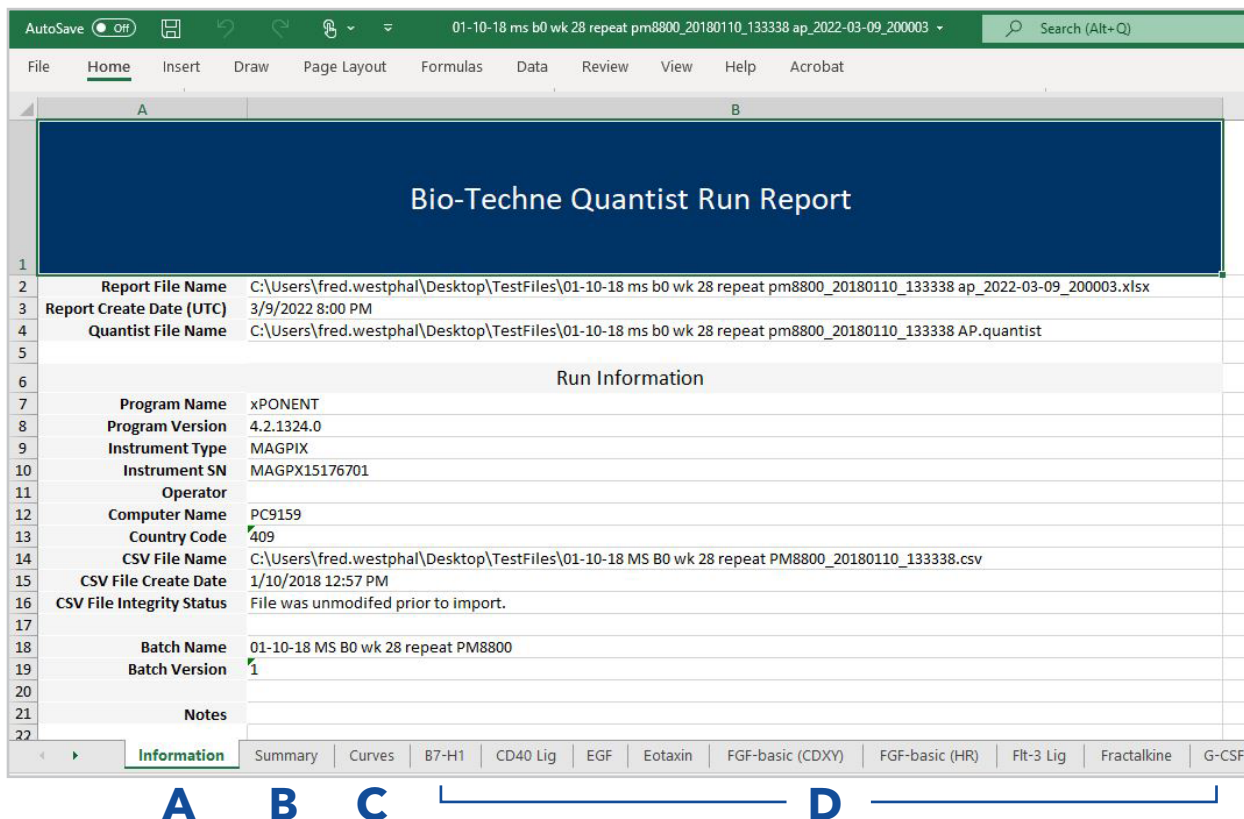 AutoSave Off 01-10-18 ms b0 wk 28 repeat pm8800_20180110_133338 ap_2022-03-09_200003 Search (Alt+Q)
File Home Insert Draw Page Layout Formulas Data Review View Help Acrobat
A B
1 Bio-Techne Quantist Run Report
2 Report File Name C:\Users\fred.westphal\Desktop\TestFiles\01-10-18 ms b0 wk 28 repeat pm8800_20180110_133338 ap_2022-03-09_200003.xlsx
3 Report Create Date (UTC) 3/9/2022 8:00 PM
4 Quantist File Name C:\Users\fred.westphal\Desktop\TestFiles\01-10-18 ms b0 wk 28 repeat pm8800_20180110_133338 AP.quantist
5
6 Run Information
7 Program Name xPONENT
8 Program Version 4.2.1324.0
9 Instrument Type MAGPIX
10 Instrument SN MAGPX15176701
11 Operator
12 Computer Name PC9159
13 Country Code 409
14 CSV File Name C:\Users\fred.westphal\Desktop\TestFiles\01-10-18 MS B0 wk 28 repeat PM8800_20180110_133338.csv
15 CSV File Create Date 1/10/2018 12:57 PM
16 CSV File Integrity Status File was unmodifed prior to import.
17
18 Batch Name 01-10-18 MS B0 wk 28 repeat PM8800
19 Batch Version 1
20
21 Notes
22
Information Summary Curves B7-H1 CD40 Lig EGF Eotaxin FGF-basic (CDXY) FGF-basic (HR) Flt-3 Lig Fractalkine G-CSF
A B C D